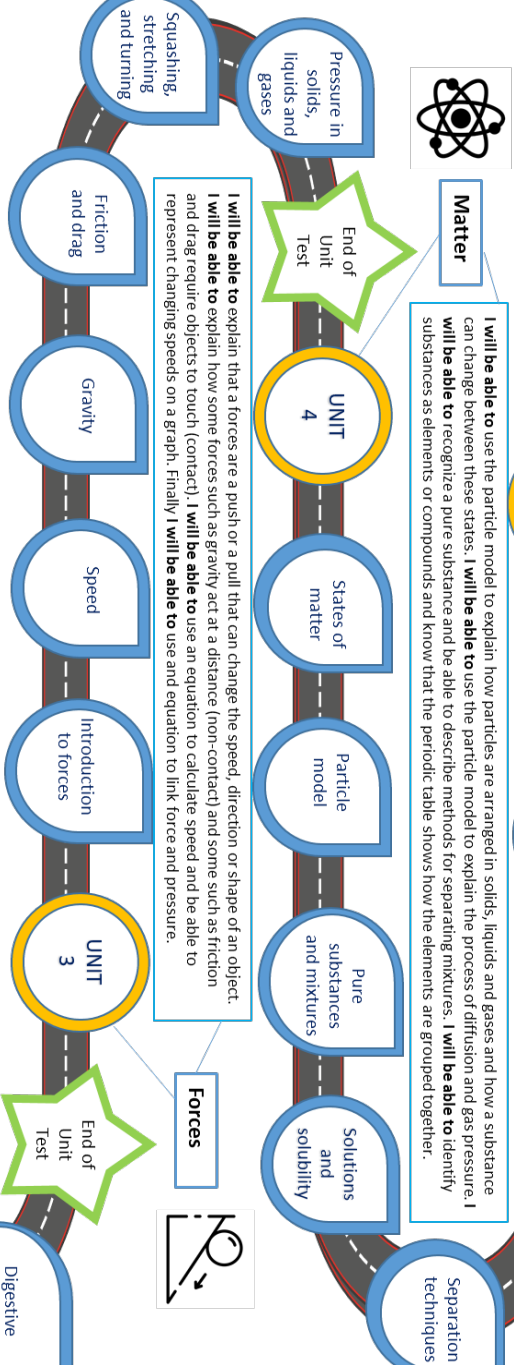 Matter
I will be able to use the particle model to explain how particles are arranged in solids, liquids and gases and how a substance
can change between these states. I will be able to use the particle model to explain the process of diffusion and gas pressure. I
will be able to recognize a pure substance and be able to describe methods for separating mixtures. I will be able to identify
substances as elements or compounds and know that the periodic table shows how the elements are grouped together.
Separation
techniques
Pressure in
solids,
liquids and
gases
End of
Unit
Test
UNIT
4
States of
matter
Particle
model
Pure
substances
and mixtures
Solutions
and
solubility
I will be able to explain that a forces are a push or a pull that can change the speed, direction or shape of an object.
I will be able to explain how some forces such as gravity act at a distance (non-contact) and some such as friction
and drag require objects to touch (contact). I will be able to use an equation to calculate speed and be able to
represent changing speeds on a graph. Finally I will be able to use and equation to link force and pressure.
Forces
Squashing,
stretching
and turning
Friction
and drag
Gravity
Speed
Introduction
to forces
UNIT
3
End of
Unit
Test
Digestive